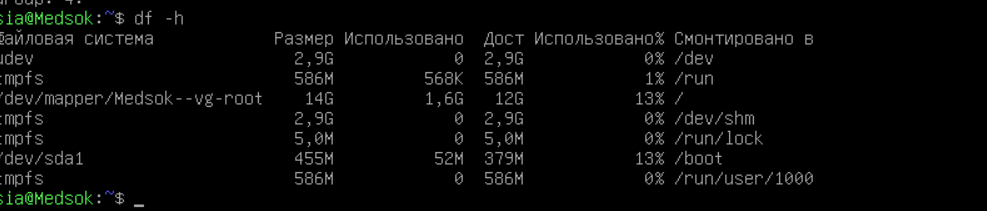 sia@Medsok:~$ df -h
Файловая система Размер Использовано Дост Использовано% Смонтировано в
udev 2,9G 0 2,9G 0% /dev
tmpfs 586M 568K 586M 1% /run
/dev/mapper/Medsok--vg-root 14G 1,6G 12G 13% /
tmpfs 2,9G 0 2,9G 0% /dev/shm
tmpfs 5,0M 0 5,0M 0% /run/lock
/dev/sda1 455M 52M 379M 13% /boot
tmpfs 586M 0 586M 0% /run/user/1000
sia@Medsok:~$ _